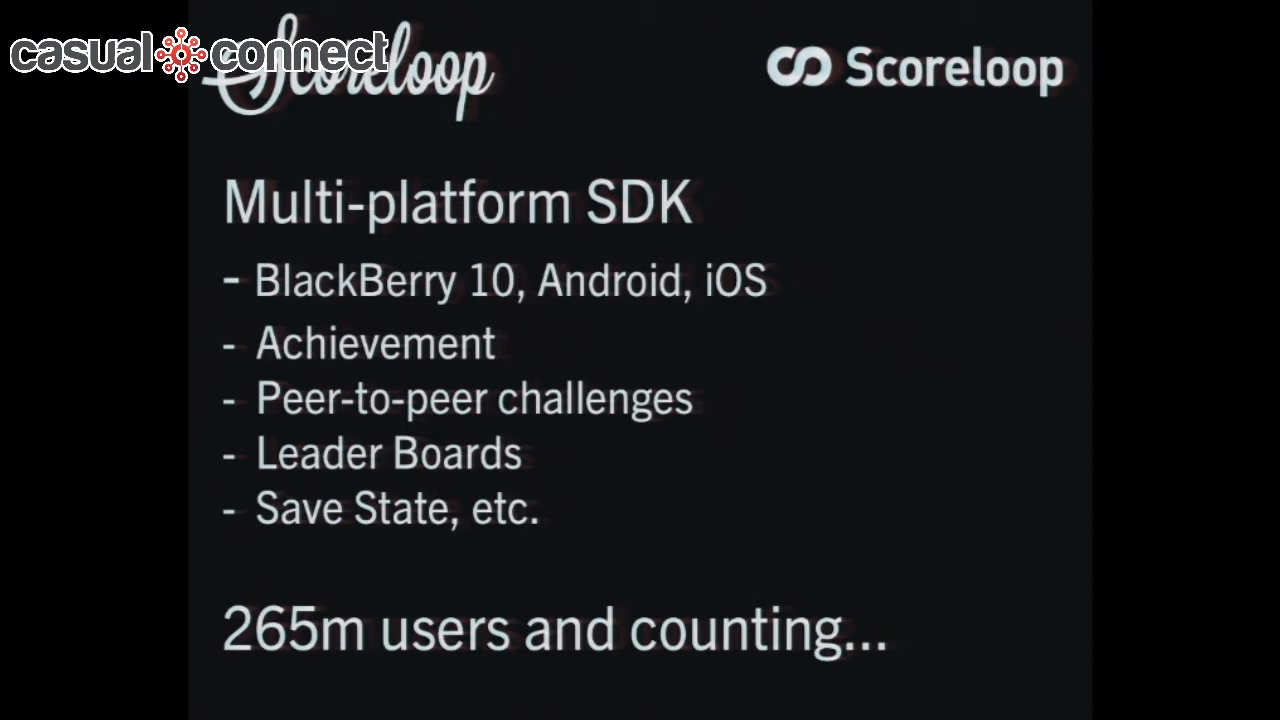 casual connect
Scoreloop
Scoreloop
Multi-platform SDK
- BlackBerry 10, Android, iOS
- Achievement
- Peer-to-peer challenges
- Leader Boards
- Save State, etc.
265m users and counting...